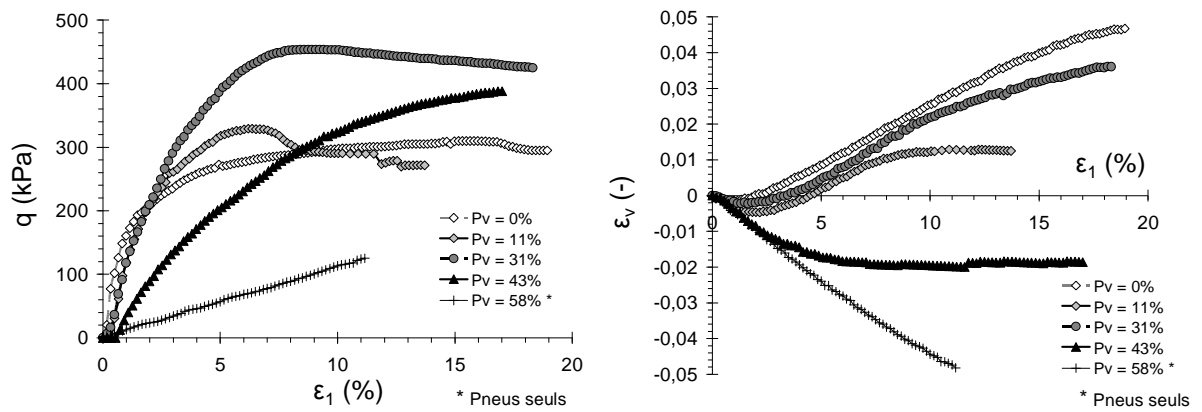 500
400
300
200
100
0
q (kPa)
0
5
10
15
20
ε1 (%)
Pv = 0%
Pv = 11%
Pv = 31%
Pv = 43%
Pv = 58% *
* Pneus seuls
0,05
0,04
0,03
0,02
0,01
0
-0,01
-0,02
-0,03
-0,04
-0,05
εv (-)
0
5
10
15
20
ε1 (%)
Pv = 0%
Pv = 11%
Pv = 31%
Pv = 43%
Pv = 58% *
* Pneus seuls